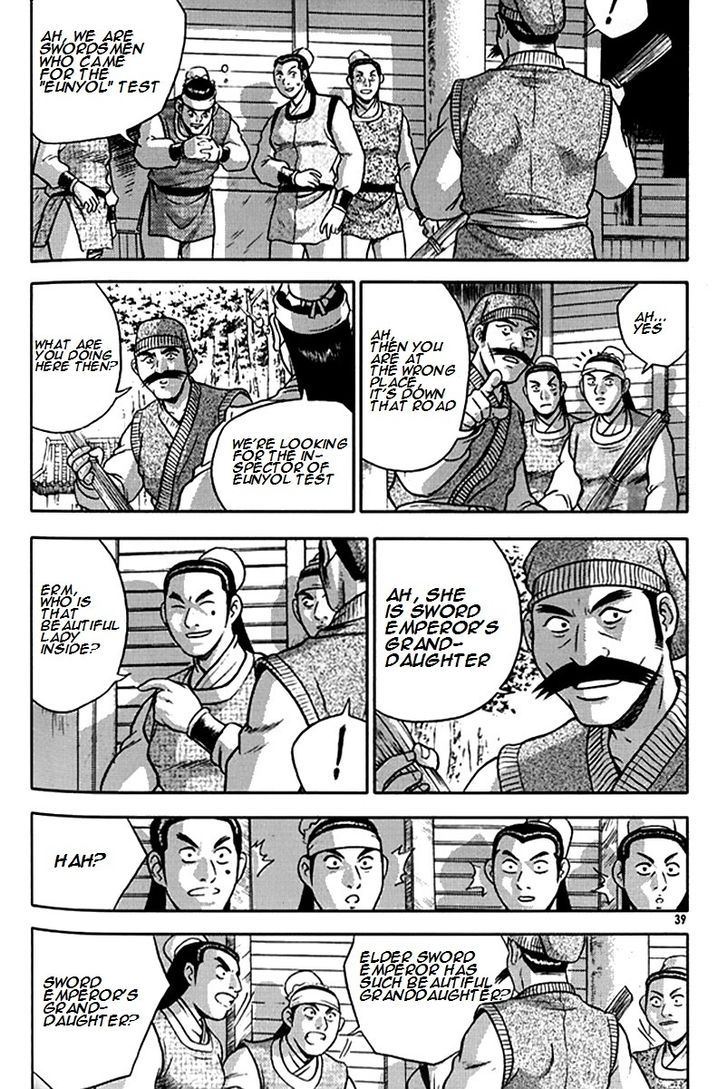 AH, WE ARE
SWORDSMEN
WHO CAME
FOR THE
"EUNYOL" TEST
!
WHAT ARE
YOU DOING
HERE THEN?
WE'RE LOOKING
FOR THE IN-
SPECTOR OF
EUNYOL TEST
AH,
THEN YOU
ARE AT
THE WRONG
PLACE,
IT'S DOWN
THAT ROAD
AH...
YES
ERM,
WHO IS
THAT
BEAUTIFUL
LADY
INSIDE?
!
AH, SHE
IS SWORD
EMPEROR'S
GRAND-
DAUGHTER
HAH?
39
SWORD
EMPEROR'S
GRAND-
DAUGHTER?
ELDER SWORD
EMPEROR HAS
SUCH BEAUTIFUL
GRANDDAUGHTER?